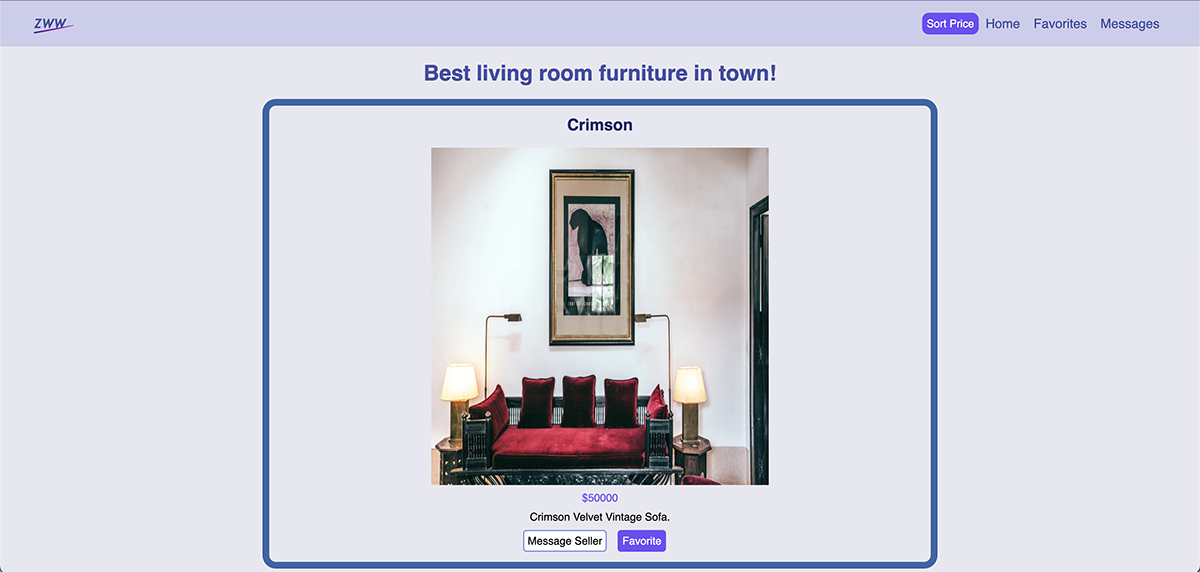 ZWW
Sort Price Home Favorites Messages
Best living room furniture in town!
Crimson
$50000
Crimson Velvet Vintage Sofa.
Message Seller Favorite